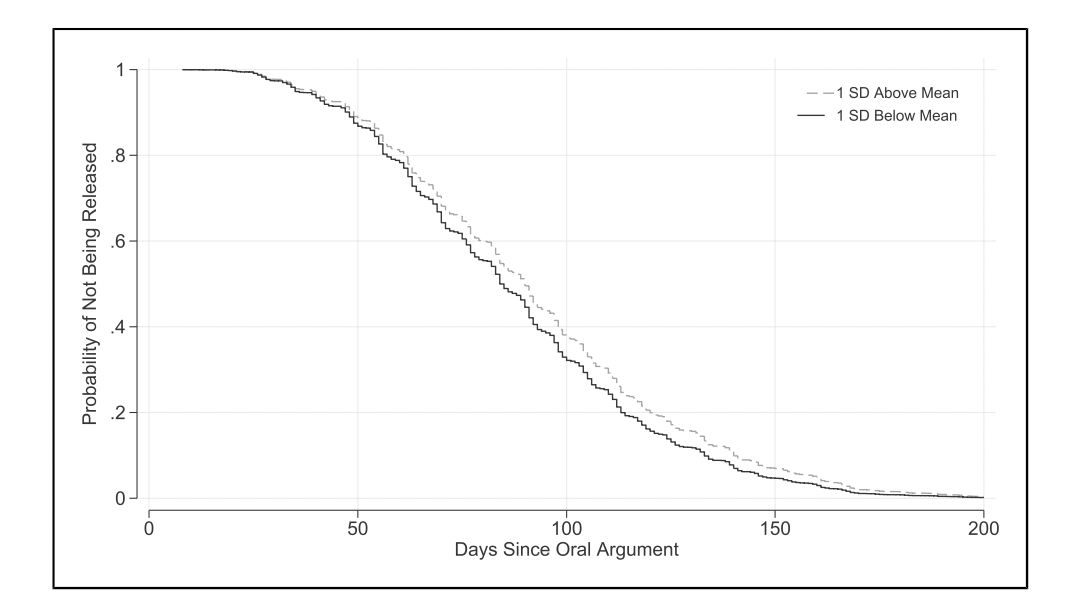 1 SD Above Mean
1 SD Below Mean
Probability of Not Being Released
1
.8
.6
.4
.2
0
0 50 100 150 200
Days Since Oral Argument